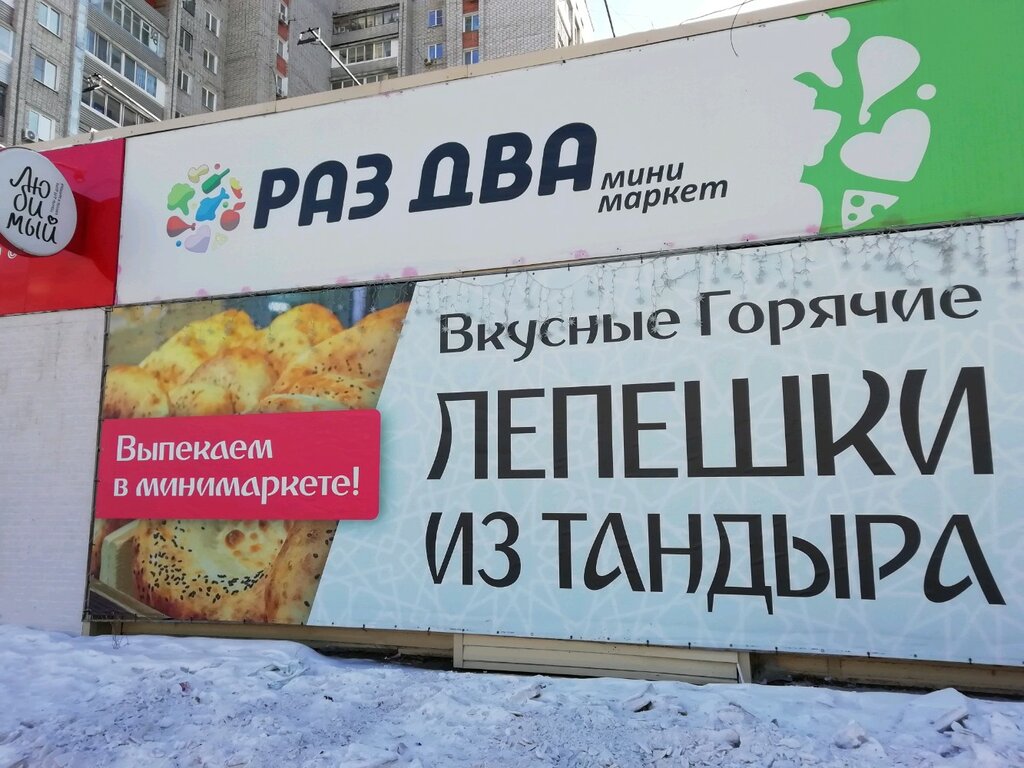 Лю
би
мый
РАЗ ДВА
мини
маркет
Вкусные Горячие
ЛЕПЕШКИ
ИЗ ТАНДЫРА
Выпекаем
в минимаркете!